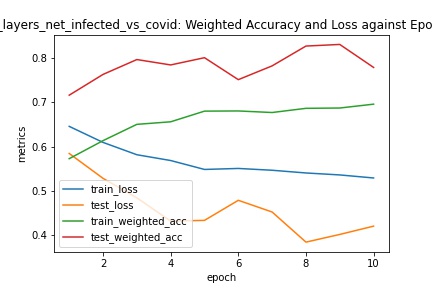 _layers_net_infected_vs_covid: Weighted Accuracy and Loss against Epo
0.8
0.7
0.6
0.5
0.4
metrics
train_loss
test_loss
train_weighted_acc
test_weighted_acc
2 4 6 8 10
epoch